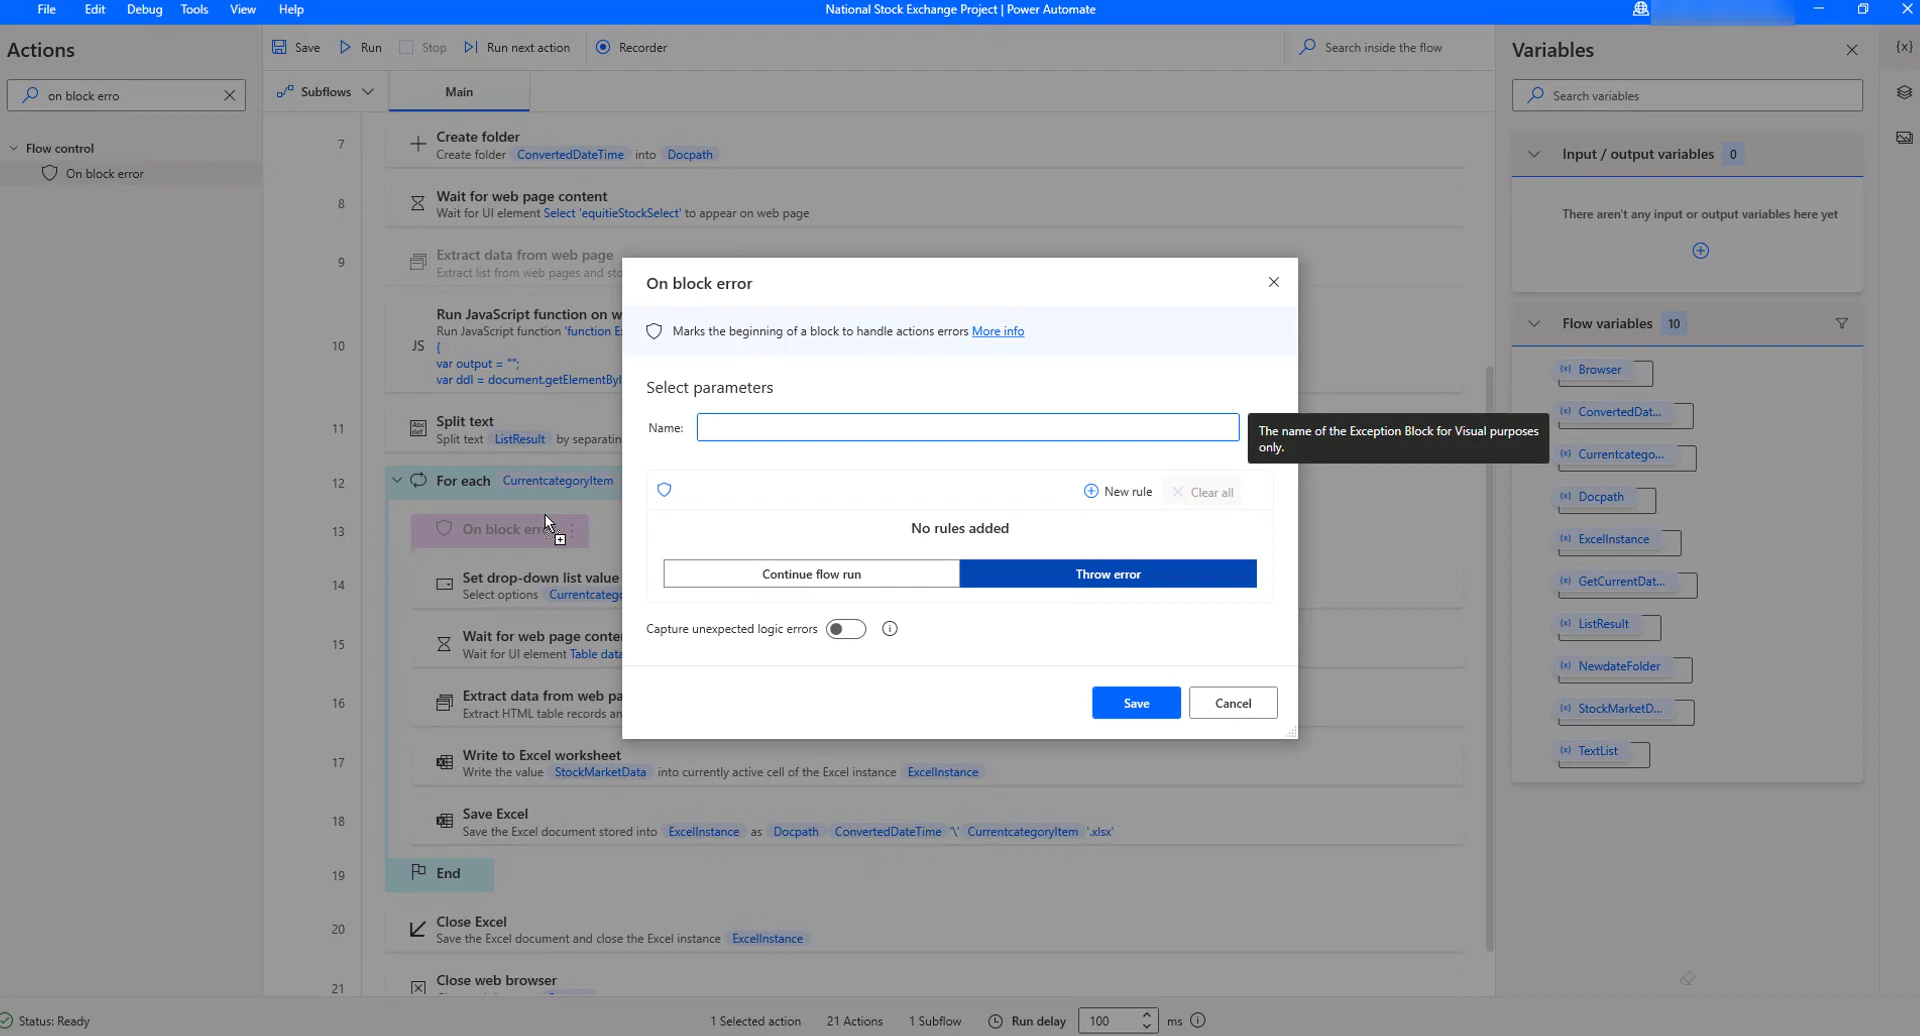 File Edit Debug Tools View Help
National Stock Exchange Project | Power Automate
Actions
on block erro
Flow control
On block error
Save Run Stop Run next action Recorder
Search inside the flow
Subflows Main
7 Create folder
Create folder ConvertedDateTime into Docpath
8 Wait for web page content
Wait for UI element Select 'equitieStockSelect' to appear on web page
9 Extract data from web page
Extract list from web pages and sto
10 Run JavaScript function on w
Run JavaScript function 'function E
JS {
var output = "";
var ddl = document.getElementByI
11 Split text
Split text ListResult by separatin
12 For each CurrentcategoryItem
13 On block erro
14 Set drop-down list value
Select options Currentcatego
15 Wait for web page conte
Wait for UI element Table data
16 Extract data from web pa
Extract HTML table records an
17 Write to Excel worksheet
Write the value StockMarketData into currently active cell of the Excel instance ExcelInstance
18 Save Excel
Save the Excel document stored into ExcelInstance as Docpath ConvertedDateTime '\' CurrentcategoryItem '.xlsx'
19 End
20 Close Excel
Save the Excel document and close the Excel instance ExcelInstance
21 Close web browser
On block error
Marks the beginning of a block to handle actions errors More info
Select parameters
Name:
The name of the Exception Block for Visual purposes
only.
New rule Clear all
No rules added
Continue flow run Throw error
Capture unexpected logic errors
Save Cancel
Variables
{x}
Search variables
Input / output variables 0
There aren't any input or output variables here yet
Flow variables 10
(x) Browser
(x) ConvertedDat...
(x) Currentcatego...
(x) Docpath
(x) ExcelInstance
(x) GetCurrentDat...
(x) ListResult
(x) NewdateFolder
(x) StockMarketD...
(x) TextList
Status: Ready
1 Selected action 21 Actions 1 Subflow Run delay 100 ms